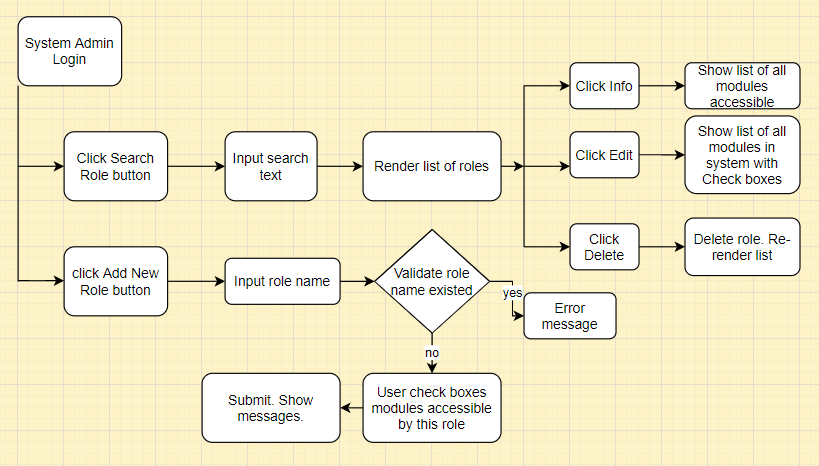 System Admin
Login
Click Search
Role button
Input search
text
Render list of roles
Click Info
Show list of all
modules
accessible
Click Edit
Show list of all
modules in
system with
Check boxes
Click
Delete
Delete role. Re-
render list
click Add New
Role button
Input role name
Validate role
name existed
yes
Error
message
no
User check boxes
modules accessible
by this role
Submit. Show
messages.